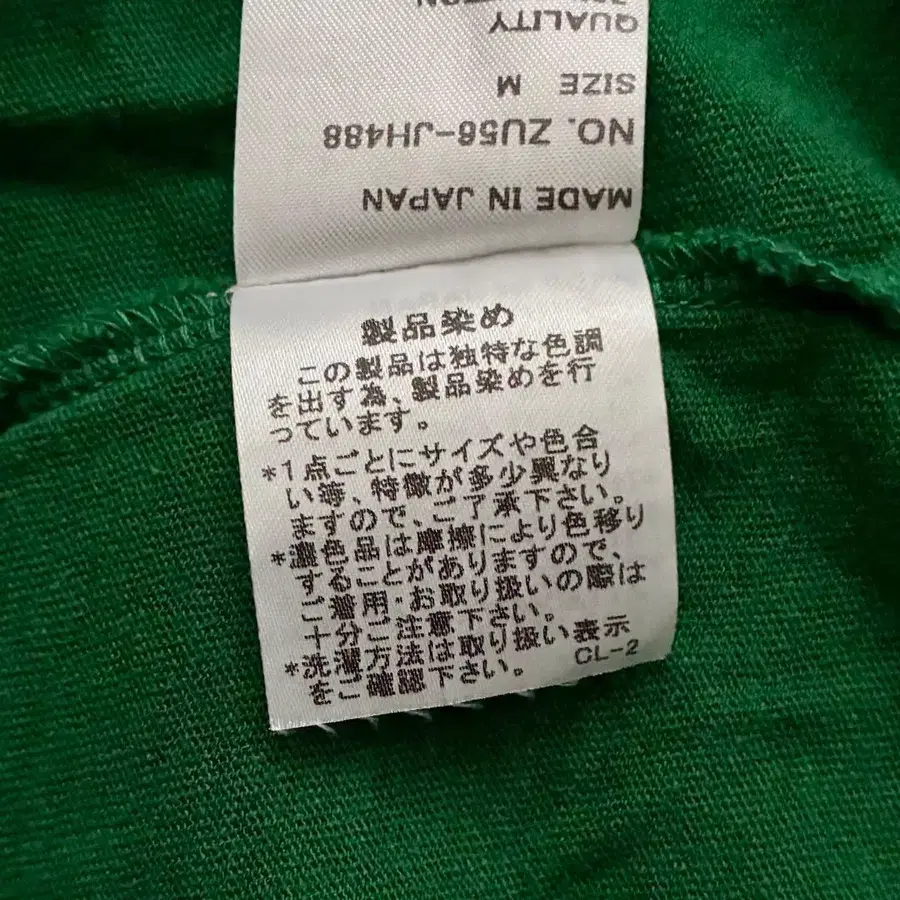 COTTON
QUALITY
SIZE M
NO. ZU56-JH488
MADE IN JAPAN
製品染め
この製品は独特な色調
を出す為、製品染めを行
っています。
*1点ごとにサイズや色合
い等、特徴が多少異なり
ますので、ご了承下さい。
*濃色品は摩擦により色移り
することがありますので、
ご着用・お取り扱いの際は
十分ご注意下さい。
*洗濯方法は取り扱い表示
をご確認下さい。 CL-2